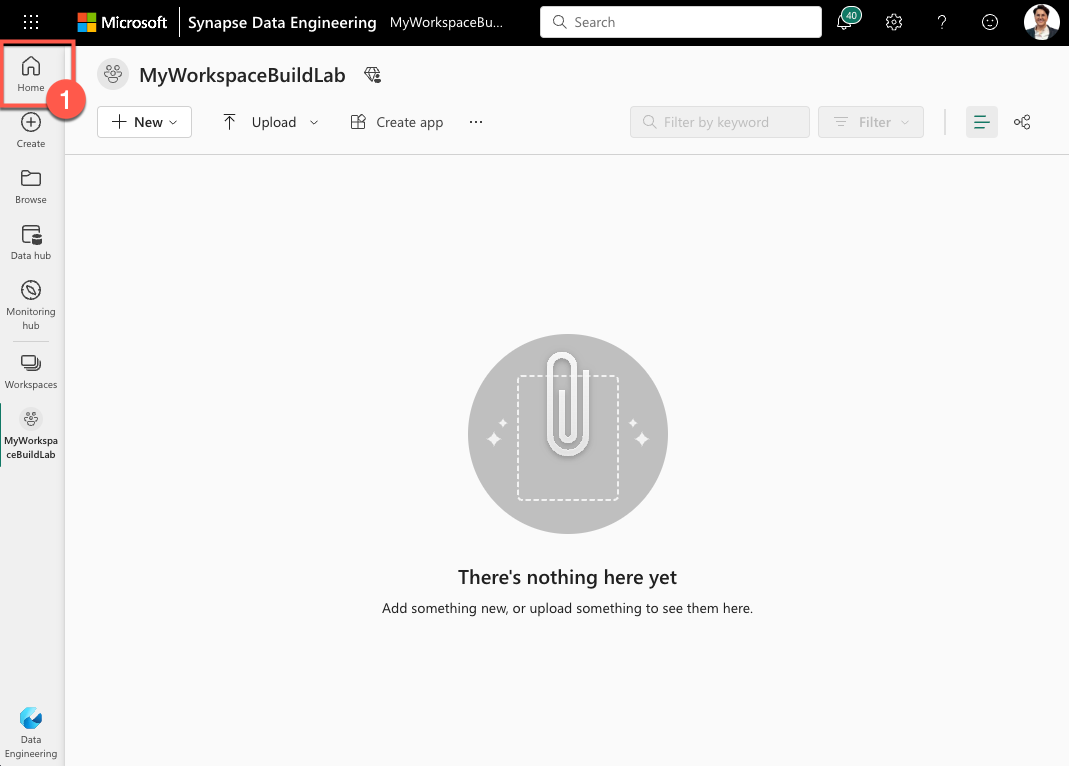 Microsoft
Synapse Data Engineering
MyWorkspaceBu...
Search
40
?
Home
1
Create
Browse
Data hub
Monitoring
hub
Workspaces
MyWorkspa
ceBuildLab
Data
Engineering
MyWorkspaceBuildLab
New
Upload
Create app
...
Filter by keyword
Filter
There's nothing here yet
Add something new, or upload something to see them here.